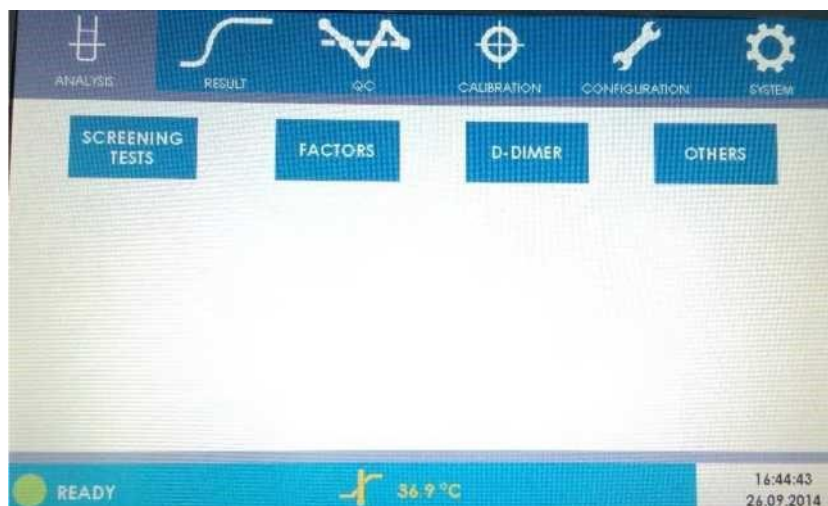 ANALYSIS
RESULT
QC
CALIBRATION
CONFIGURATION
SYSTEM
SCREENING
TESTS
FACTORS
D-DIMER
OTHERS
READY
36.9 °C
16:44:43
26.09.2014